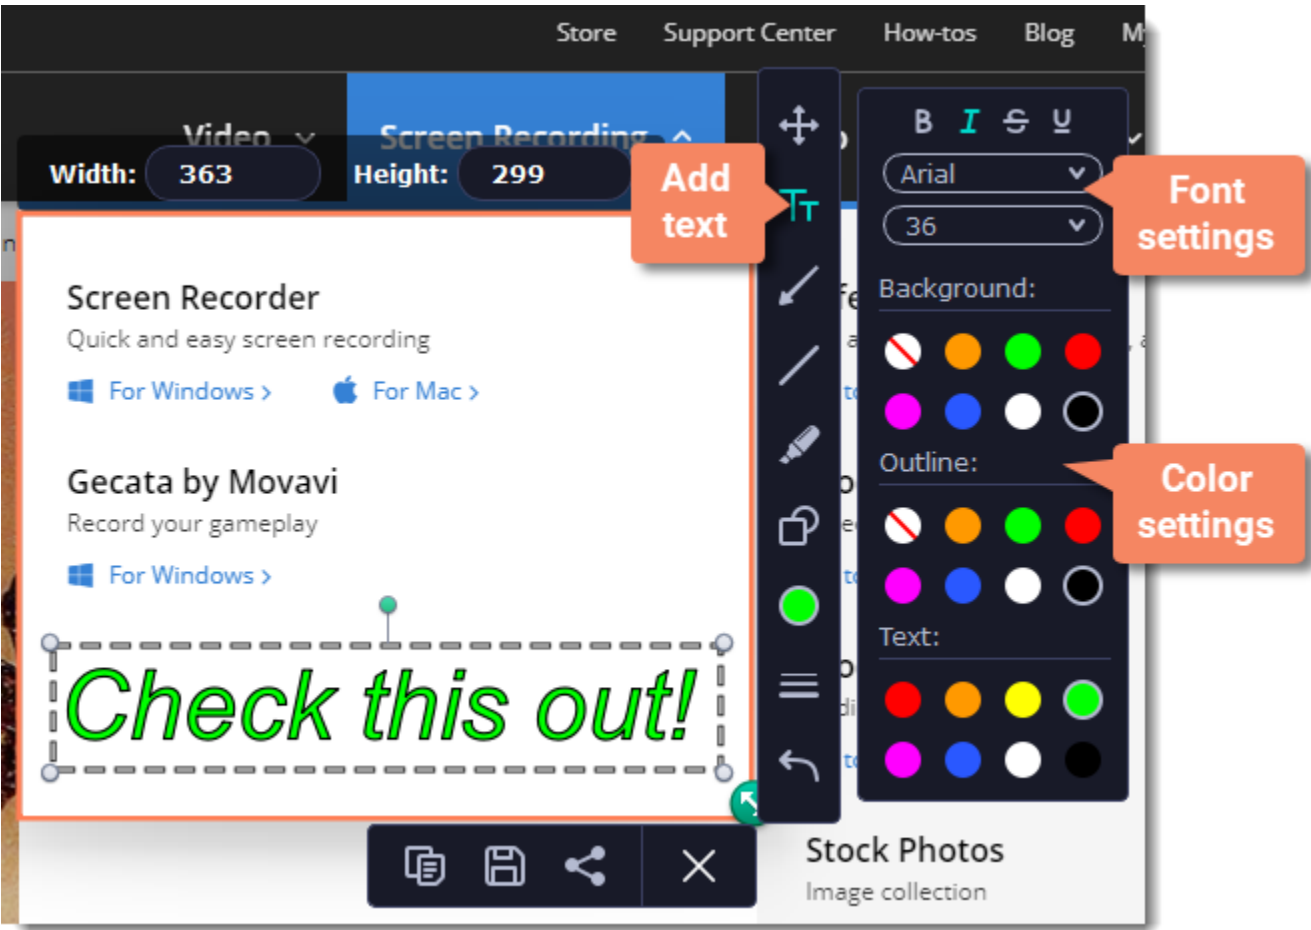 Store Support Center How-tos Blog
Video Screen Recording
Width: 363 Height: 299
Add
text
B I S U
Arial
36
Font
settings
Background:
Outline:
Color
settings
Text:
Screen Recorder
Quick and easy screen recording
For Windows > For Mac >
Gecata by Movavi
Record your gameplay
For Windows >
Check this out!
Stock Photos
Image collection